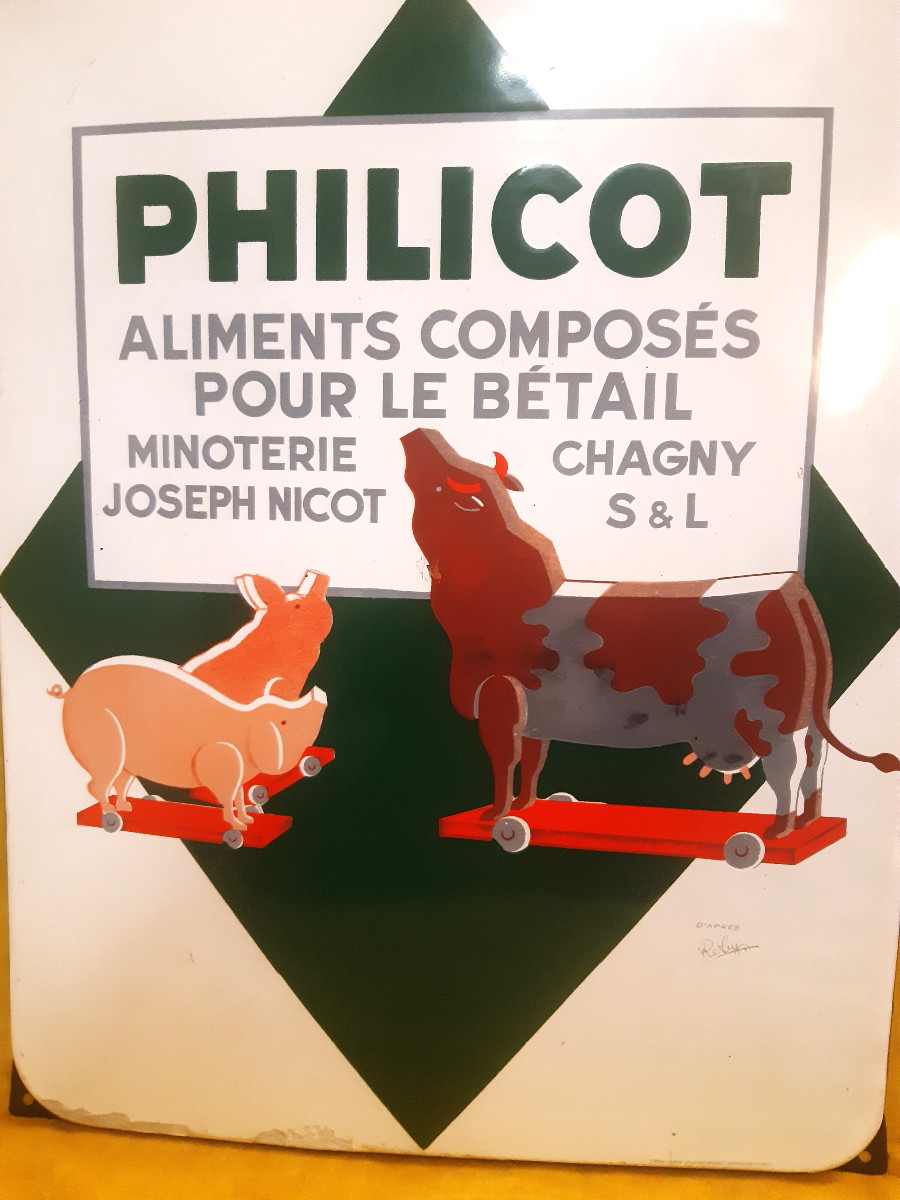 PHILICOT
ALIMENTS COMPOSÉS
POUR LE BÉTAIL
MINOTERIE
JOSEPH NICOT
CHAGNY
S & L
D'APRÈS